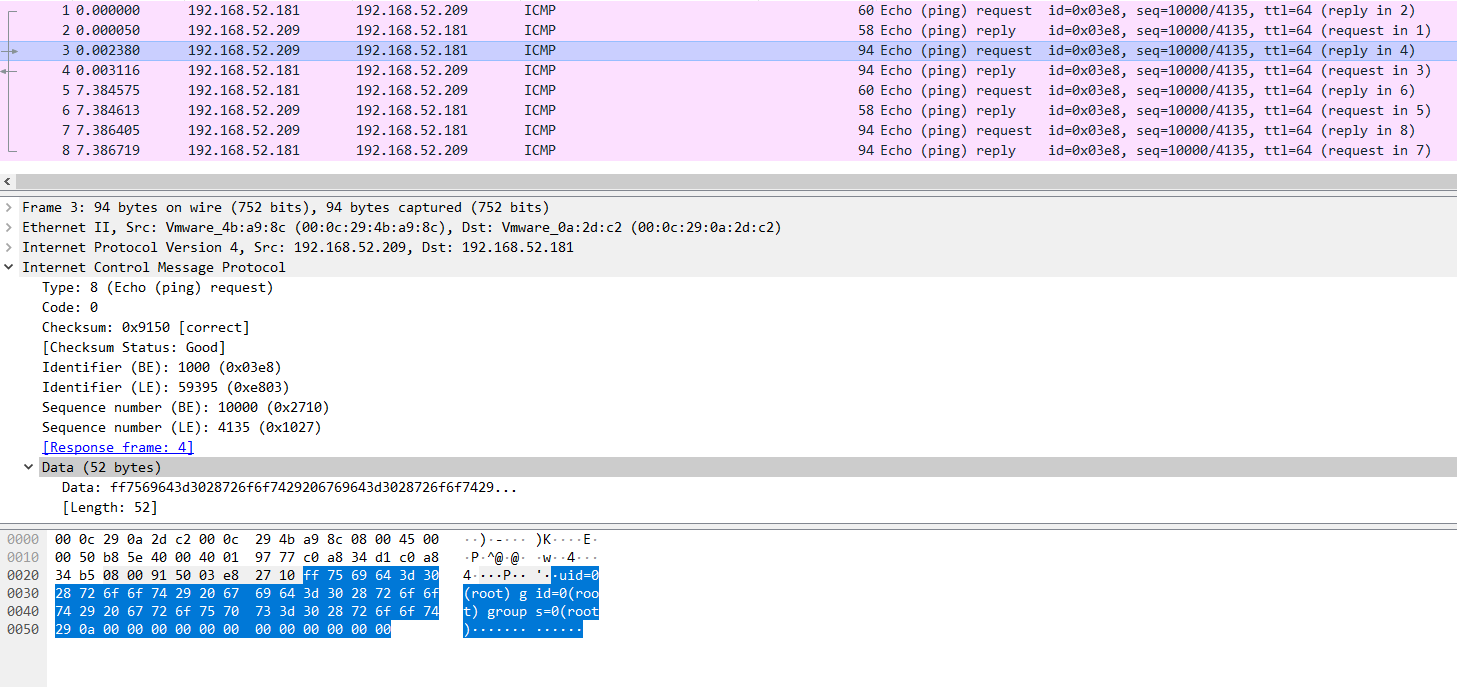 1 0.000000 192.168.52.181 192.168.52.209 ICMP 60 Echo (ping) request id=0x03e8, seq=10000/4135, ttl=64 (reply in 2)
2 0.000050 192.168.52.209 192.168.52.181 ICMP 58 Echo (ping) reply id=0x03e8, seq=10000/4135, ttl=64 (request in 1)
3 0.002380 192.168.52.209 192.168.52.181 ICMP 94 Echo (ping) request id=0x03e8, seq=10000/4135, ttl=64 (reply in 4)
4 0.003116 192.168.52.181 192.168.52.209 ICMP 94 Echo (ping) reply id=0x03e8, seq=10000/4135, ttl=64 (request in 3)
5 7.384575 192.168.52.181 192.168.52.209 ICMP 60 Echo (ping) request id=0x03e8, seq=10000/4135, ttl=64 (reply in 6)
6 7.384613 192.168.52.209 192.168.52.181 ICMP 58 Echo (ping) reply id=0x03e8, seq=10000/4135, ttl=64 (request in 5)
7 7.386405 192.168.52.209 192.168.52.181 ICMP 94 Echo (ping) request id=0x03e8, seq=10000/4135, ttl=64 (reply in 8)
8 7.386719 192.168.52.181 192.168.52.209 ICMP 94 Echo (ping) reply id=0x03e8, seq=10000/4135, ttl=64 (request in 7)
Frame 3: 94 bytes on wire (752 bits), 94 bytes captured (752 bits)
Ethernet II, Src: Vmware_4b:a9:8c (00:0c:29:4b:a9:8c), Dst: Vmware_0a:2d:c2 (00:0c:29:0a:2d:c2)
Internet Protocol Version 4, Src: 192.168.52.209, Dst: 192.168.52.181
Internet Control Message Protocol
Type: 8 (Echo (ping) request)
Code: 0
Checksum: 0x9150 [correct]
[Checksum Status: Good]
Identifier (BE): 1000 (0x03e8)
Identifier (LE): 59395 (0xe803)
Sequence number (BE): 10000 (0x2710)
Sequence number (LE): 4135 (0x1027)
[Response frame: 4]
Data (52 bytes)
Data: ff7569643d3028726f6f7429206769643d3028726f6f7429...
[Length: 52]
0000 00 0c 29 0a 2d c2 00 0c 29 4b a9 8c 08 00 45 00 ··)·-··· )K····E·
0010 00 50 b8 5e 40 00 40 01 97 77 c0 a8 34 d1 c0 a8 ·P·^@·@· ·w··4···
0020 34 b5 08 00 91 50 03 e8 27 10 ff 75 69 64 3d 30 4····P·· '··uid=0
0030 28 72 6f 6f 74 29 20 67 69 64 3d 30 28 72 6f 6f (root) g id=0(roo
0040 74 29 20 67 72 6f 75 70 73 3d 30 28 72 6f 6f 74 t) group s=0(root
0050 29 0a 00 00 00 00 00 00 00 00 00 00 00 00 )······· ······